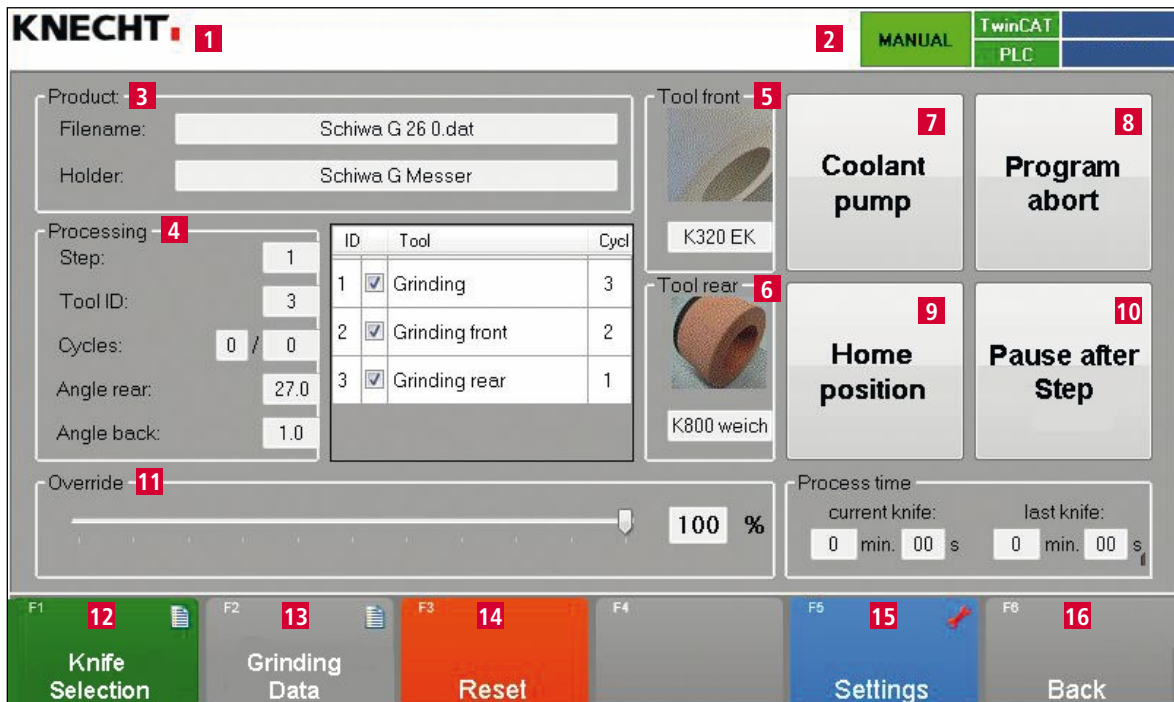 KNECHT
1
2
MANUAL
TwinCAT
PLC
Product: 3
Filename: Schiwa G 26 0.dat
Holder: Schiwa G Messer
Processing 4
Step: 1
Tool ID: 3
Cycles: 0 / 0
Angle rear: 27.0
Angle back: 1.0
ID Tool Cycl
1 Grinding 3
2 Grinding front 2
3 Grinding rear 1
Tool front 5
K320 EK
Tool rear 6
K800 weich
7
Coolant
pump
8
Program
abort
9
Home
position
10
Pause after
Step
Override 11
100 %
Process time
current knife: last knife:
0 min. 00 s 0 min. 00 s
F1 12
Knife
Selection
F2 13
Grinding
Data
F3 14
Reset
F4
F5 15
Settings
F6 16
Back